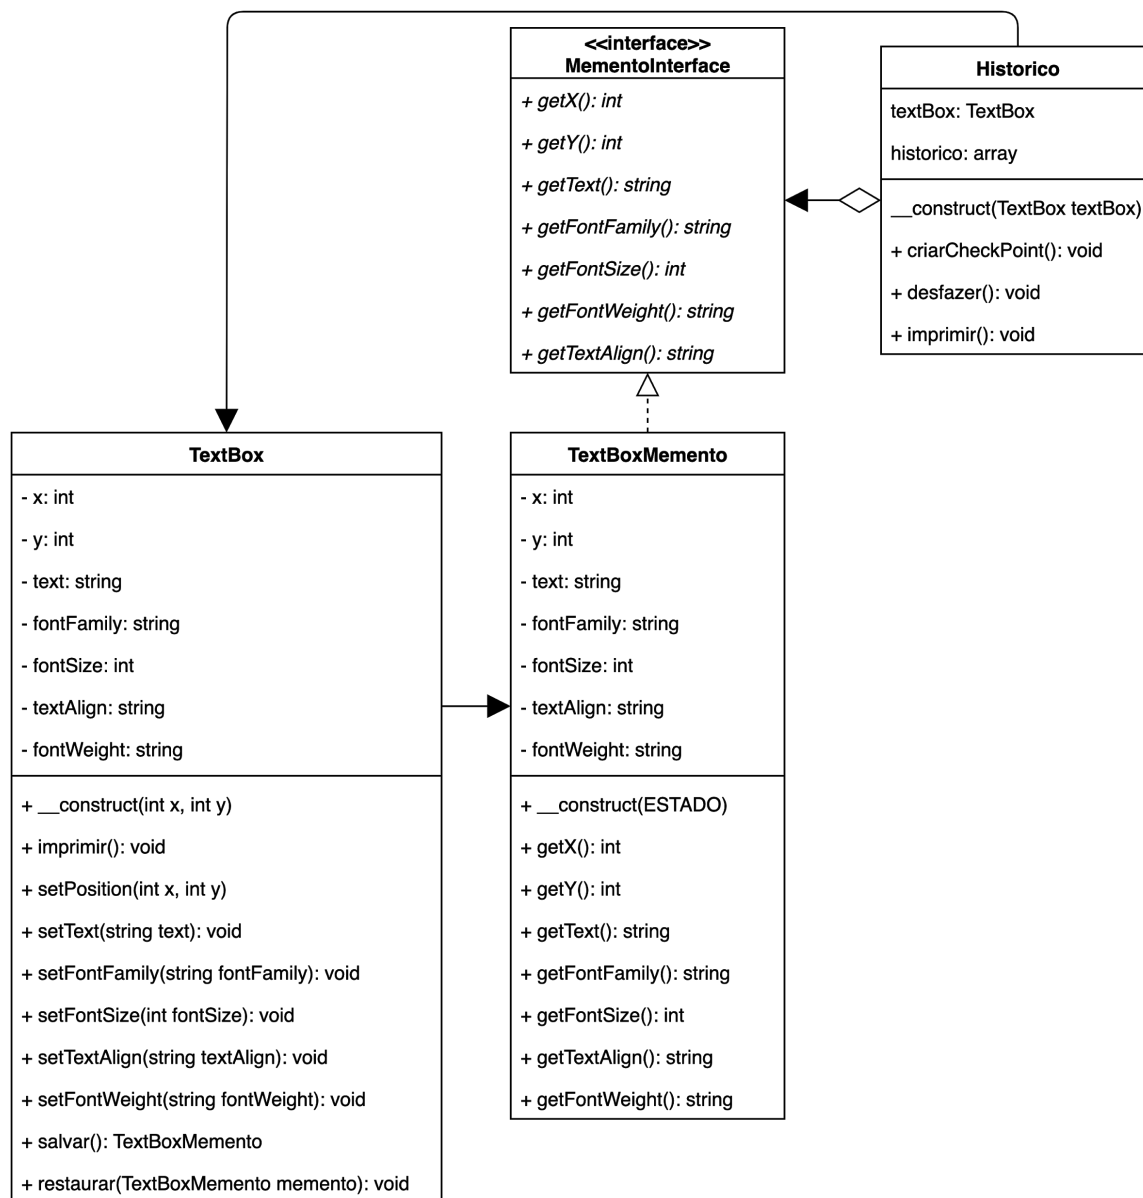 <<interface>>
MementoInterface
+ getX(): int
+ getY(): int
+ getText(): string
+ getFontFamily(): string
+ getFontSize(): int
+ getFontWeight(): string
+ getTextAlign(): string
Historico
textBox: TextBox
historico: array
__construct(TextBox textBox)
+ criarCheckPoint(): void
+ desfazer(): void
+ imprimir(): void
TextBox
- x: int
- y: int
- text: string
- fontFamily: string
- fontSize: int
- textAlign: string
- fontWeight: string
+ __construct(int x, int y)
+ imprimir(): void
+ setPosition(int x, int y)
+ setText(string text): void
+ setFontFamily(string fontFamily): void
+ setFontSize(int fontSize): void
+ setTextAlign(string textAlign): void
+ setFontWeight(string fontWeight): void
+ salvar(): TextBoxMemento
+ restaurar(TextBoxMemento memento): void
TextBoxMemento
- x: int
- y: int
- text: string
- fontFamily: string
- fontSize: int
- textAlign: string
- fontWeight: string
+ __construct(ESTADO)
+ getX(): int
+ getY(): int
+ getText(): string
+ getFontFamily(): string
+ getFontSize(): int
+ getTextAlign(): string
+ getFontWeight(): string